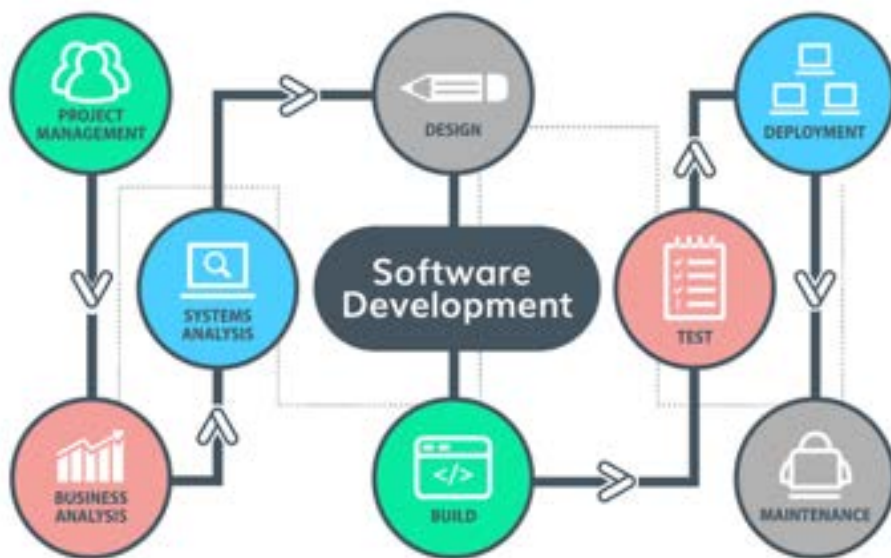 PROJECT
MANAGEMENT
BUSINESS
ANALYSIS
SYSTEMS
ANALYSIS
DESIGN
Software
Development
</>
BUILD
TEST
DEPLOYMENT
MAINTENANCE